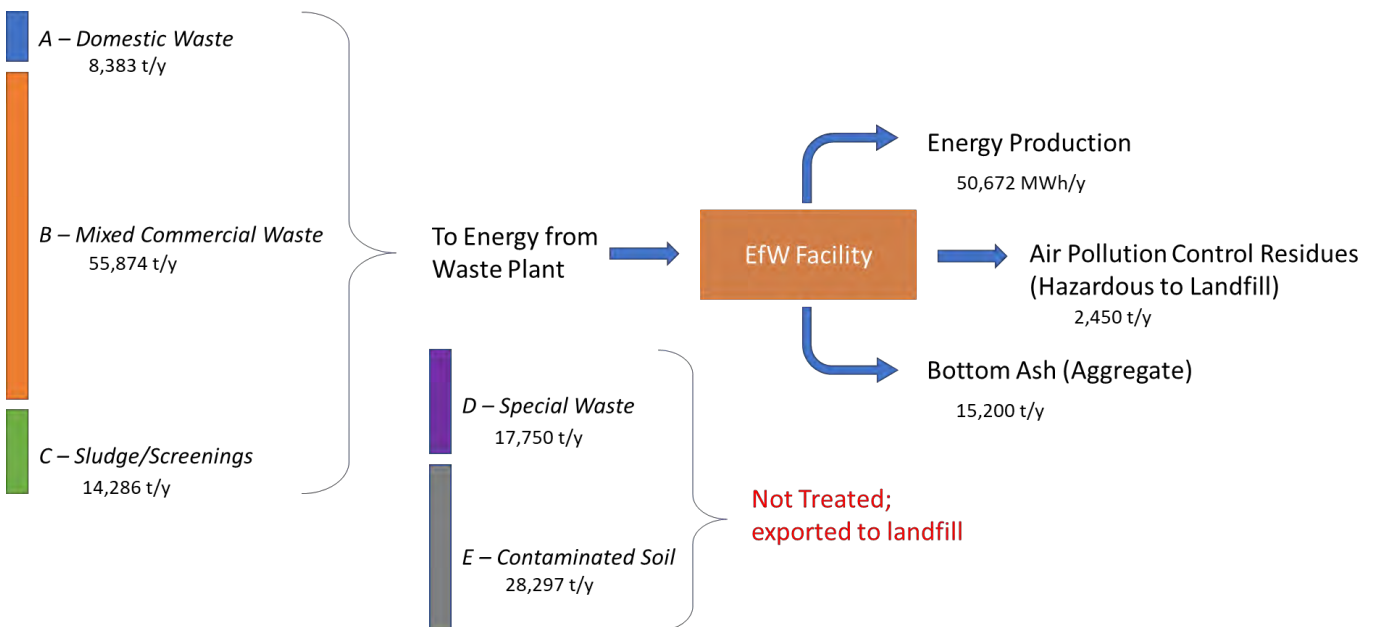 A – Domestic Waste
8,383 t/y
B – Mixed Commercial Waste
55,874 t/y
C – Sludge/Screenings
14,286 t/y
To Energy from
Waste Plant
EfW Facility
Energy Production
50,672 MWh/y
Air Pollution Control Residues
(Hazardous to Landfill)
2,450 t/y
Bottom Ash (Aggregate)
15,200 t/y
D – Special Waste
17,750 t/y
E – Contaminated Soil
28,297 t/y
Not Treated;
exported to landfill